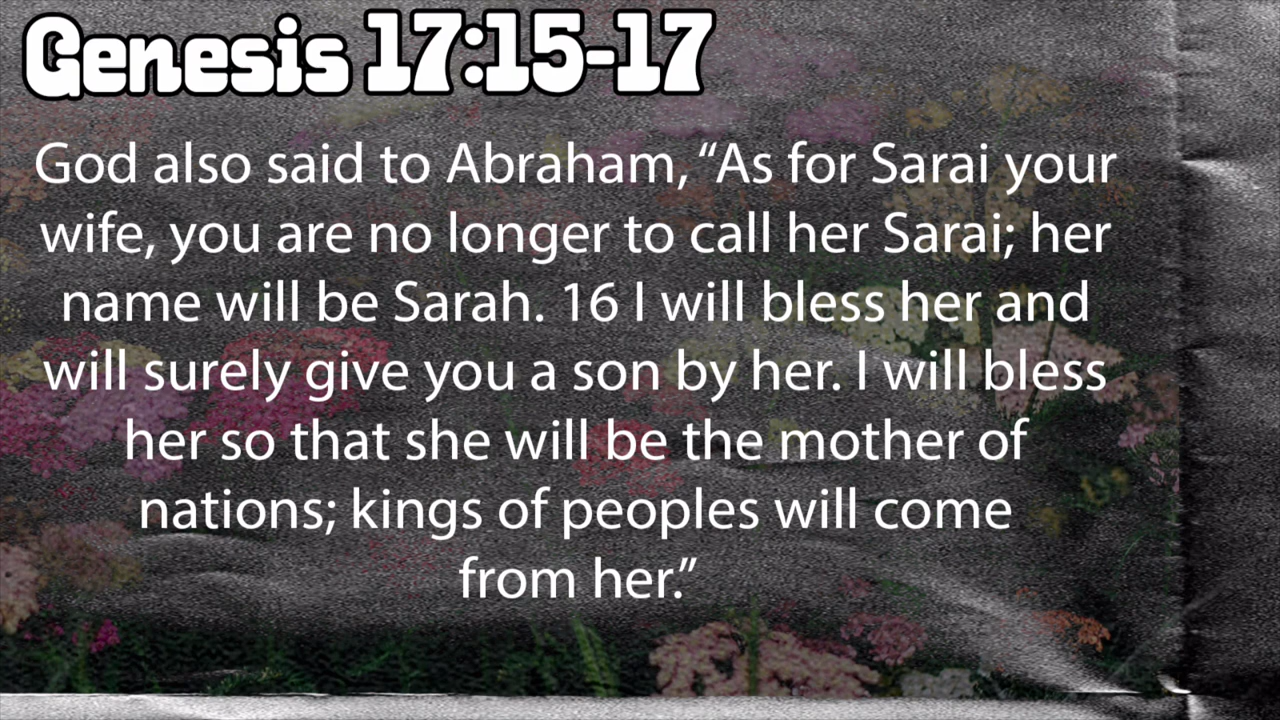 Genesis 17:15-17
God also said to Abraham, “As for Sarai your
wife, you are no longer to call her Sarai; her
name will be Sarah. 16 I will bless her and
will surely give you a son by her. I will bless
her so that she will be the mother of
nations; kings of peoples will come
from her.”